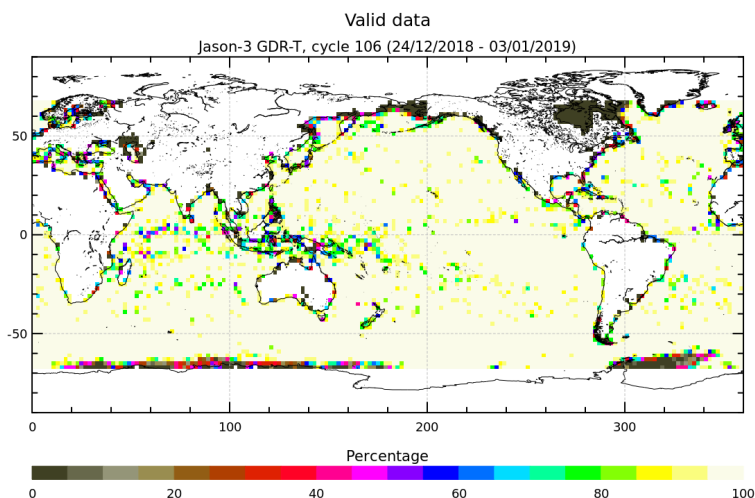 Valid data
Jason-3 GDR-T, cycle 106 (24/12/2018 - 03/01/2019)
50
0
-50
0 100 200 300
Percentage
0 20 40 60 80 100